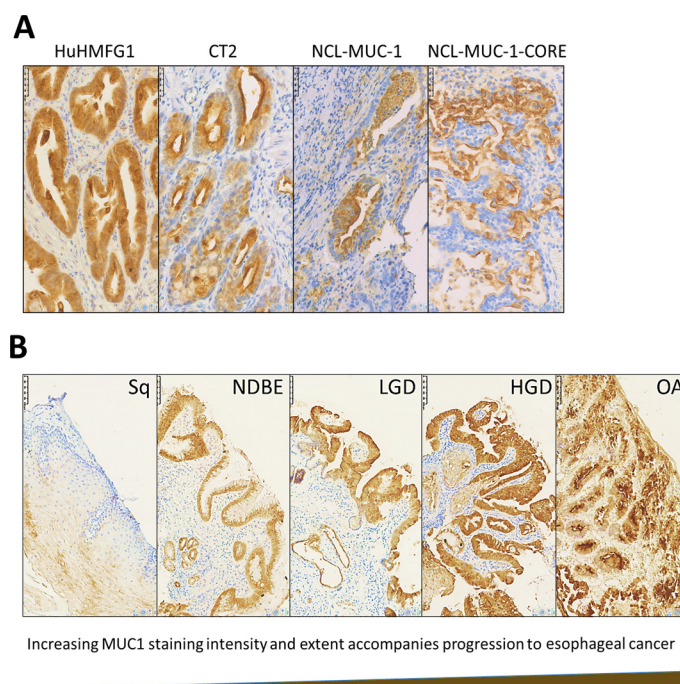 A
HuHMFG1 CT2 NCL-MUC-1 NCL-MUC-1-CORE
B
Sq NDBE LGD HGD OA
Increasing MUC1 staining intensity and extent accompanies progression to esophageal cancer